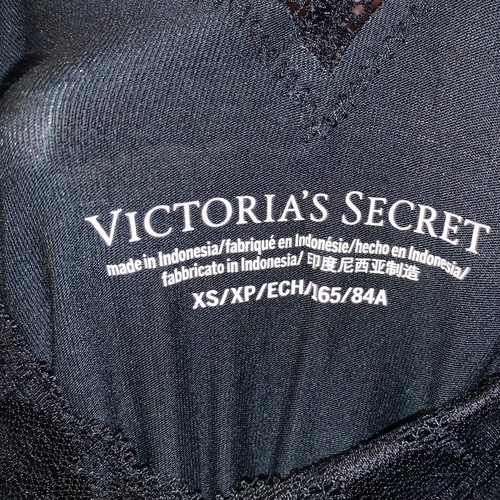 VICTORIA'S SECRET
made in Indonesia/fabriqué en Indonésie/hecho en Indonesia/
fabbricato in Indonesia/ 印度尼西亚制造
XS/XP/ECH/165/84A